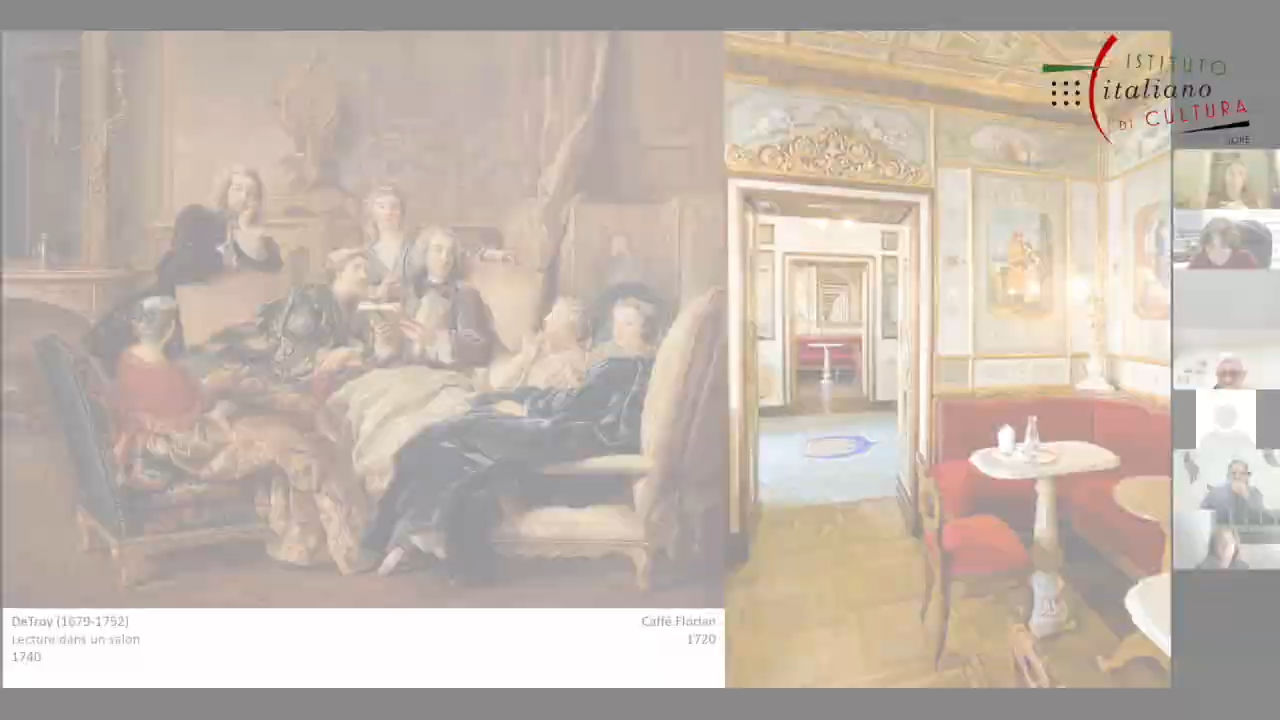 ISTITUTO
italiano
DI CULTURA
DeTroy (1679-1752)
Lecture dans un salon
1740
Caffè Florian
1720